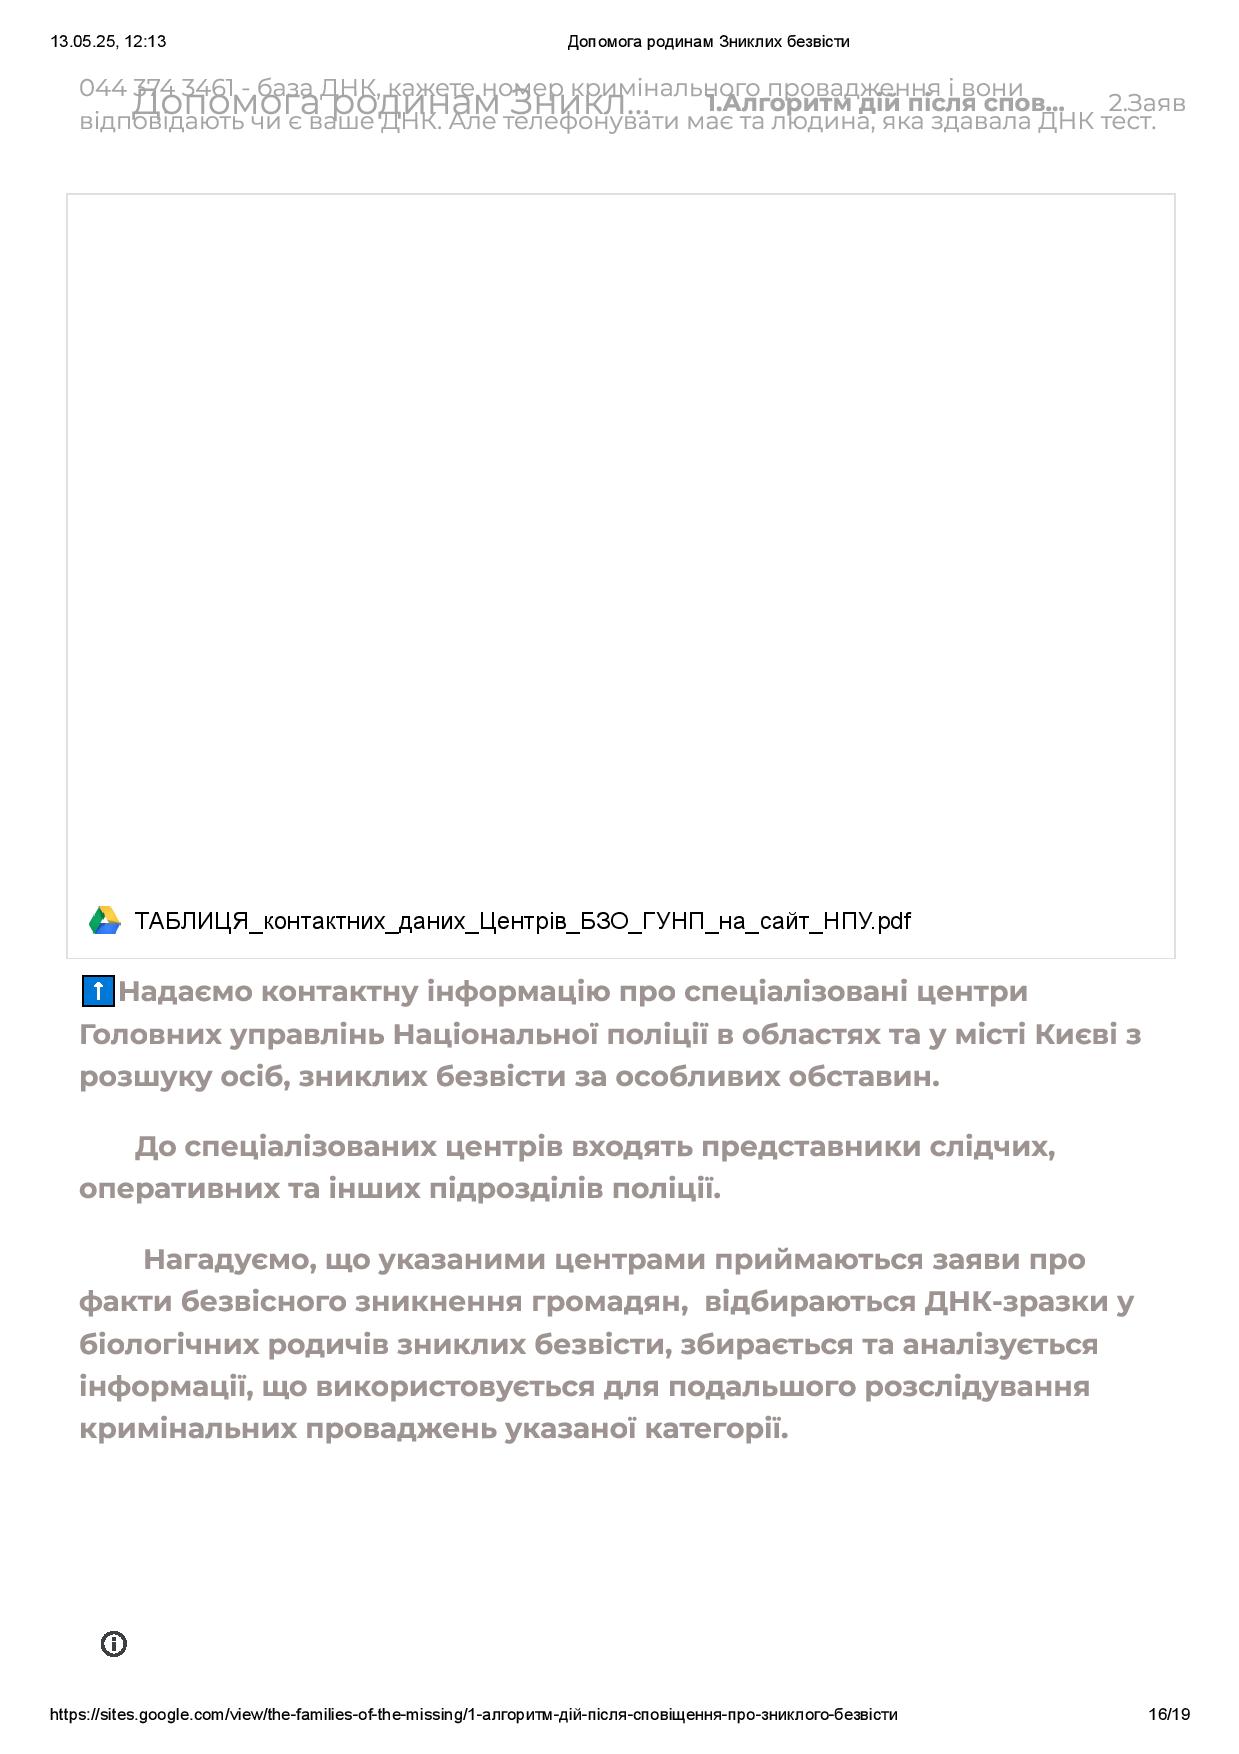 13.05.25, 12:13 Допомога родинам Зниклих безвісти
044 374 3461 - база ДНК, кажете номер кримінального провадження і вони
Допомога родинам Зникл... 1.Алгоритм дій після спов... 2.Заяв
відповідають чи є ваше ДНК. Але телефонувати має та людина, яка здавала ДНК тест.
ТАБЛИЦЯ_контактних_даних_Центрів_БЗО_ГУНП_на_сайт_НПУ.pdf
⬆️Надаємо контактну інформацію про спеціалізовані центри
Головних управлінь Національної поліції в областях та у місті Києві з
розшуку осіб, зниклих безвісти за особливих обставин.
До спеціалізованих центрів входять представники слідчих,
оперативних та інших підрозділів поліції.
Нагадуємо, що указаними центрами приймаються заяви про
факти безвісного зникнення громадян, відбираються ДНК-зразки у
біологічних родичів зниклих безвісти, збирається та аналізується
інформації, що використовується для подальшого розслідування
кримінальних проваджень указаної категорії.
https://sites.google.com/view/the-families-of-the-missing/1-алгоритм-дій-після-сповіщення-про-зниклого-безвісти 16/19